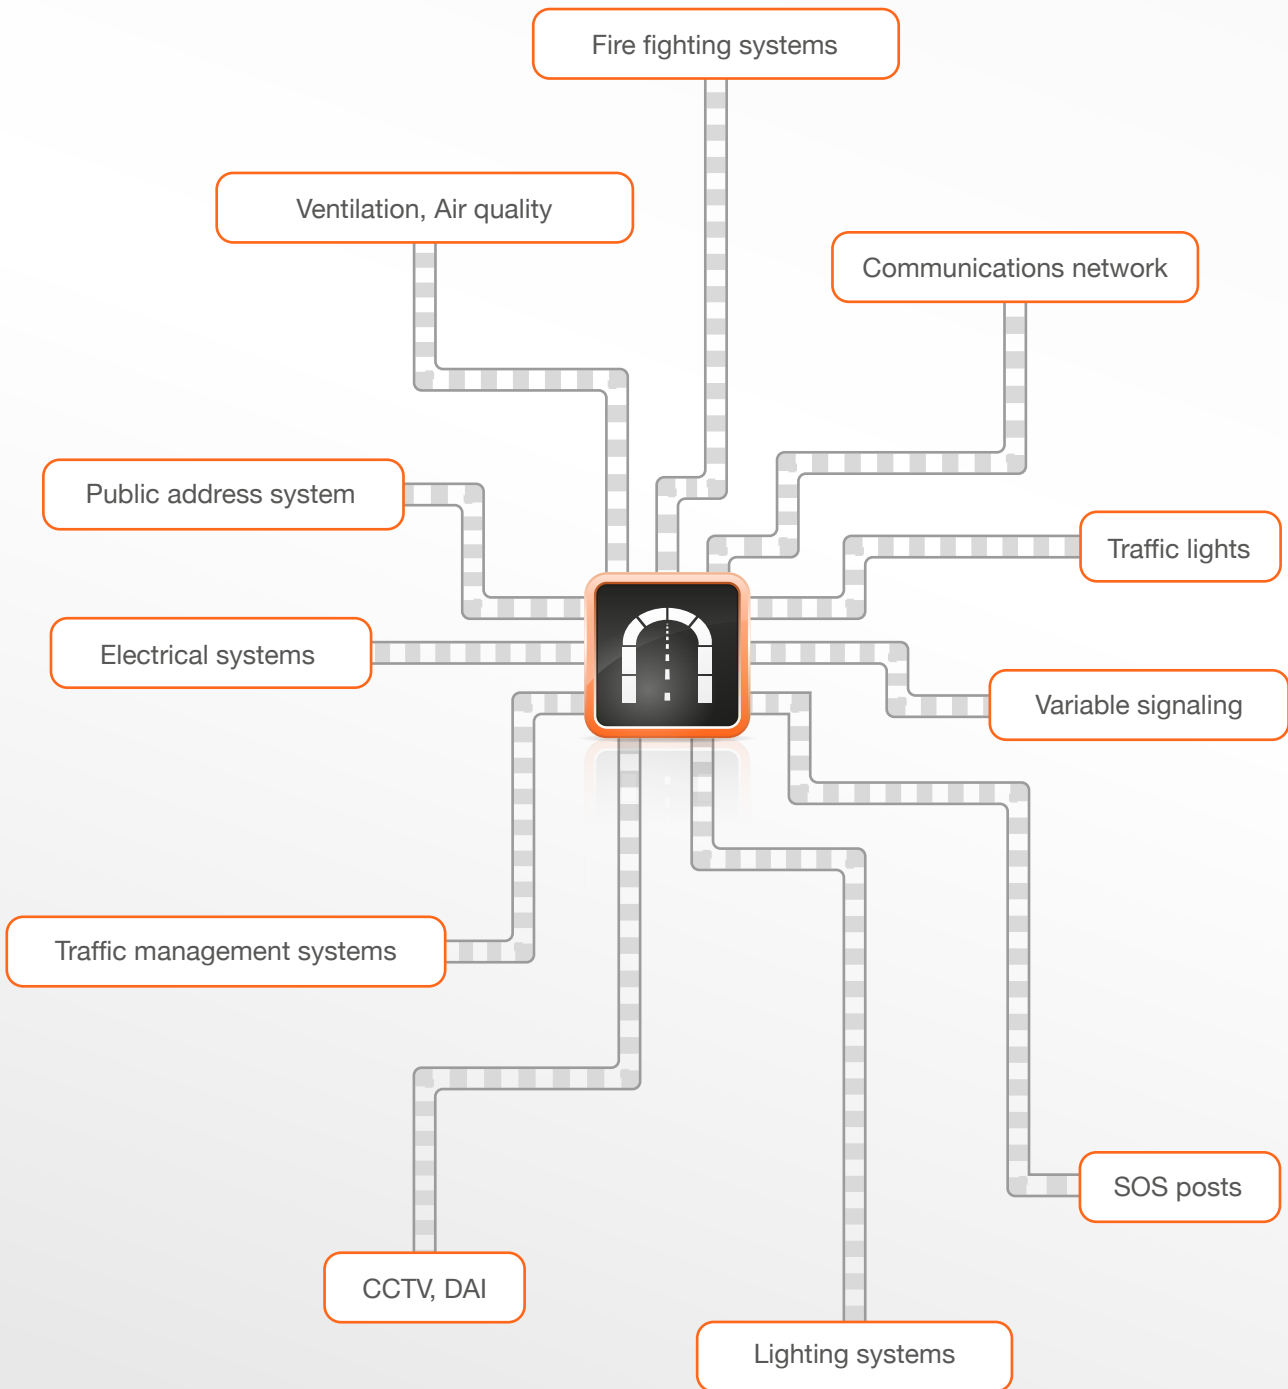 Fire fighting systems
Ventilation, Air quality
Communications network
Public address system
Traffic lights
Electrical systems
Variable signaling
Traffic management systems
SOS posts
CCTV, DAI
Lighting systems